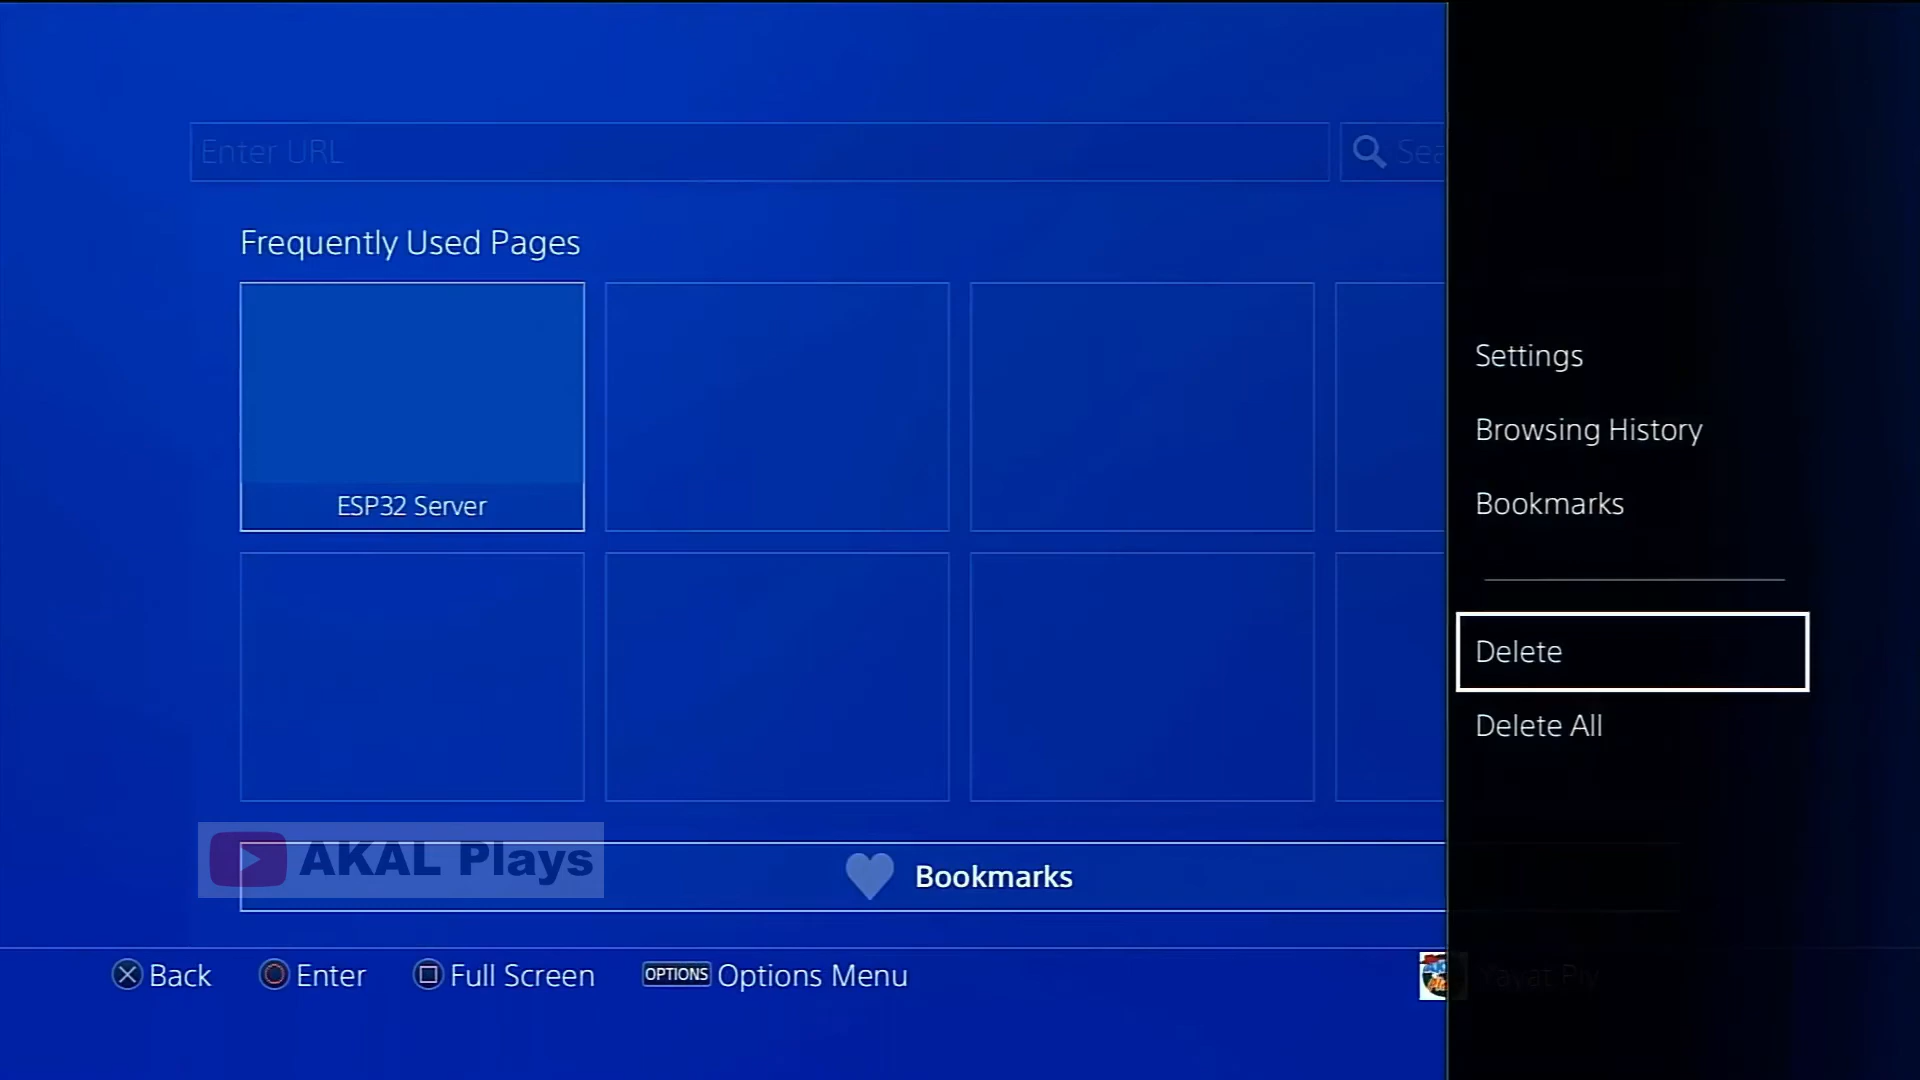 Enter URL
Sea
Frequently Used Pages
ESP32 Server
Settings
Browsing History
Bookmarks
Delete
Delete All
AKAL Plays
Bookmarks
Back
Enter
Full Screen
OPTIONS Options Menu